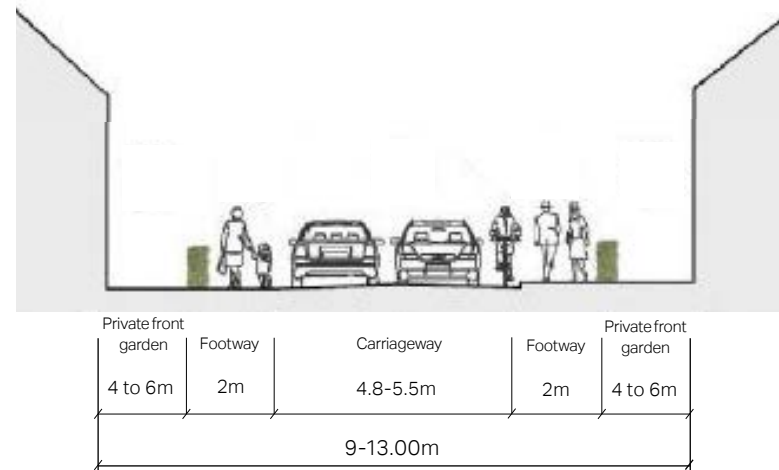 Private front
garden
Footway
Carriageway
Footway
Private front
garden
4 to 6m
2m
4.8-5.5m
2m
4 to 6m
9-13.00m